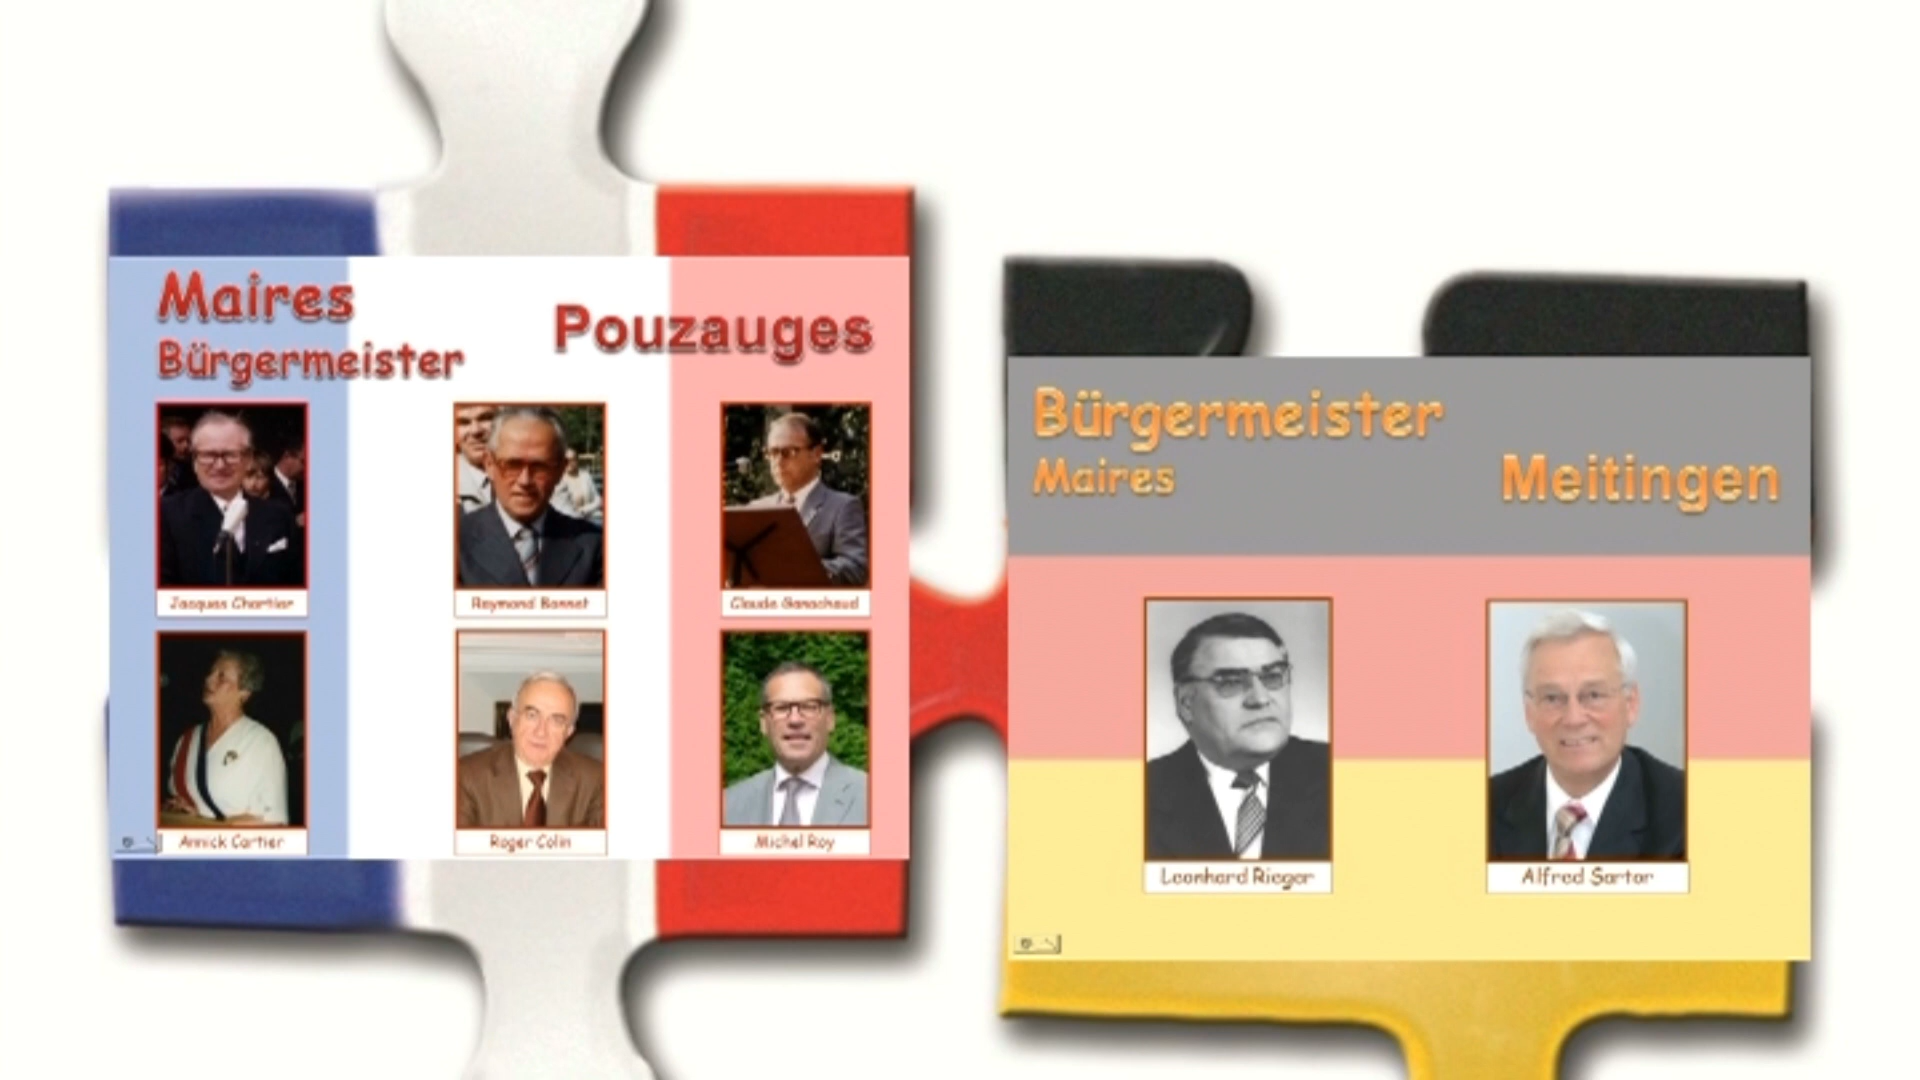 Maires
Bürgermeister
Pouzauges
Jacques Chartier
Raymond Bonnet
Claude Ganachaud
Annick Cartier
Roger Colin
Michel Roy
Bürgermeister
Maires
Meitingen
Leonhard Rieger
Alfred Sartor